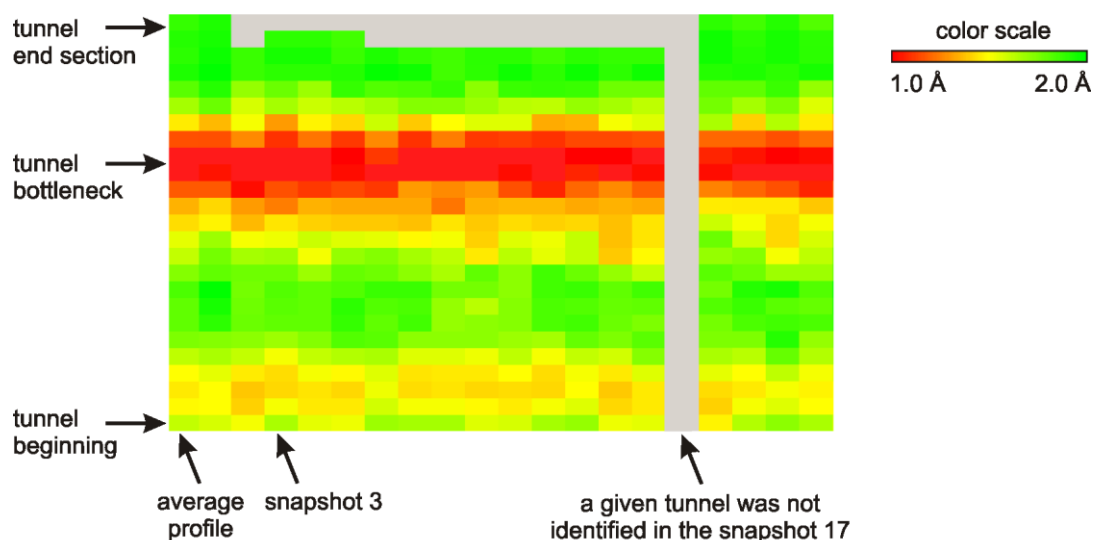 tunnel
end section
color scale
1.0 Å
2.0 Å
tunnel
bottleneck
tunnel
beginning
average
profile
snapshot 3
a given tunnel was not
identified in the snapshot 17